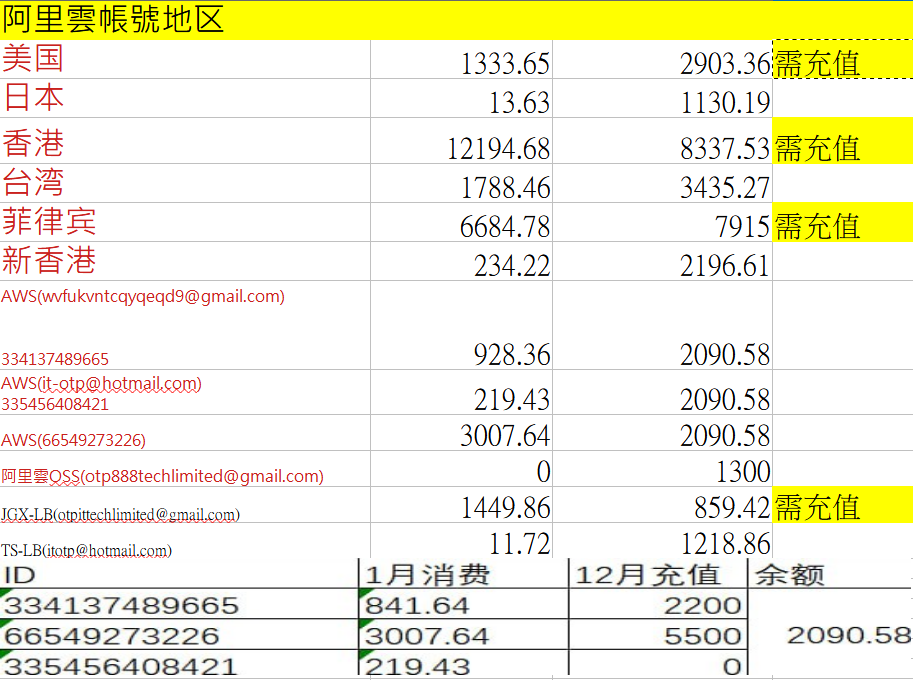 阿里雲帳號地区
美国 1333.65 2903.36 需充值
日本 13.63 1130.19
香港 12194.68 8337.53 需充值
台湾 1788.46 3435.27
菲律宾 6684.78 7915 需充值
新香港 234.22 2196.61
AWS(wvfukvntcqyqeqd9@gmail.com)
334137489665 928.36 2090.58
AWS(it-otp@hotmail.com)
335456408421 219.43 2090.58
AWS(66549273226) 3007.64 2090.58
阿里雲OSS(otp888techlimited@gmail.com) 0 1300
JGX-LB(otpittechlimited@gmail.com) 1449.86 859.42 需充值
TS-LB(itotp@hotmail.com) 11.72 1218.86
ID 1月消费 12月充值 余额
334137489665 841.64 2200
66549273226 3007.64 5500 2090.58
335456408421 219.43 0